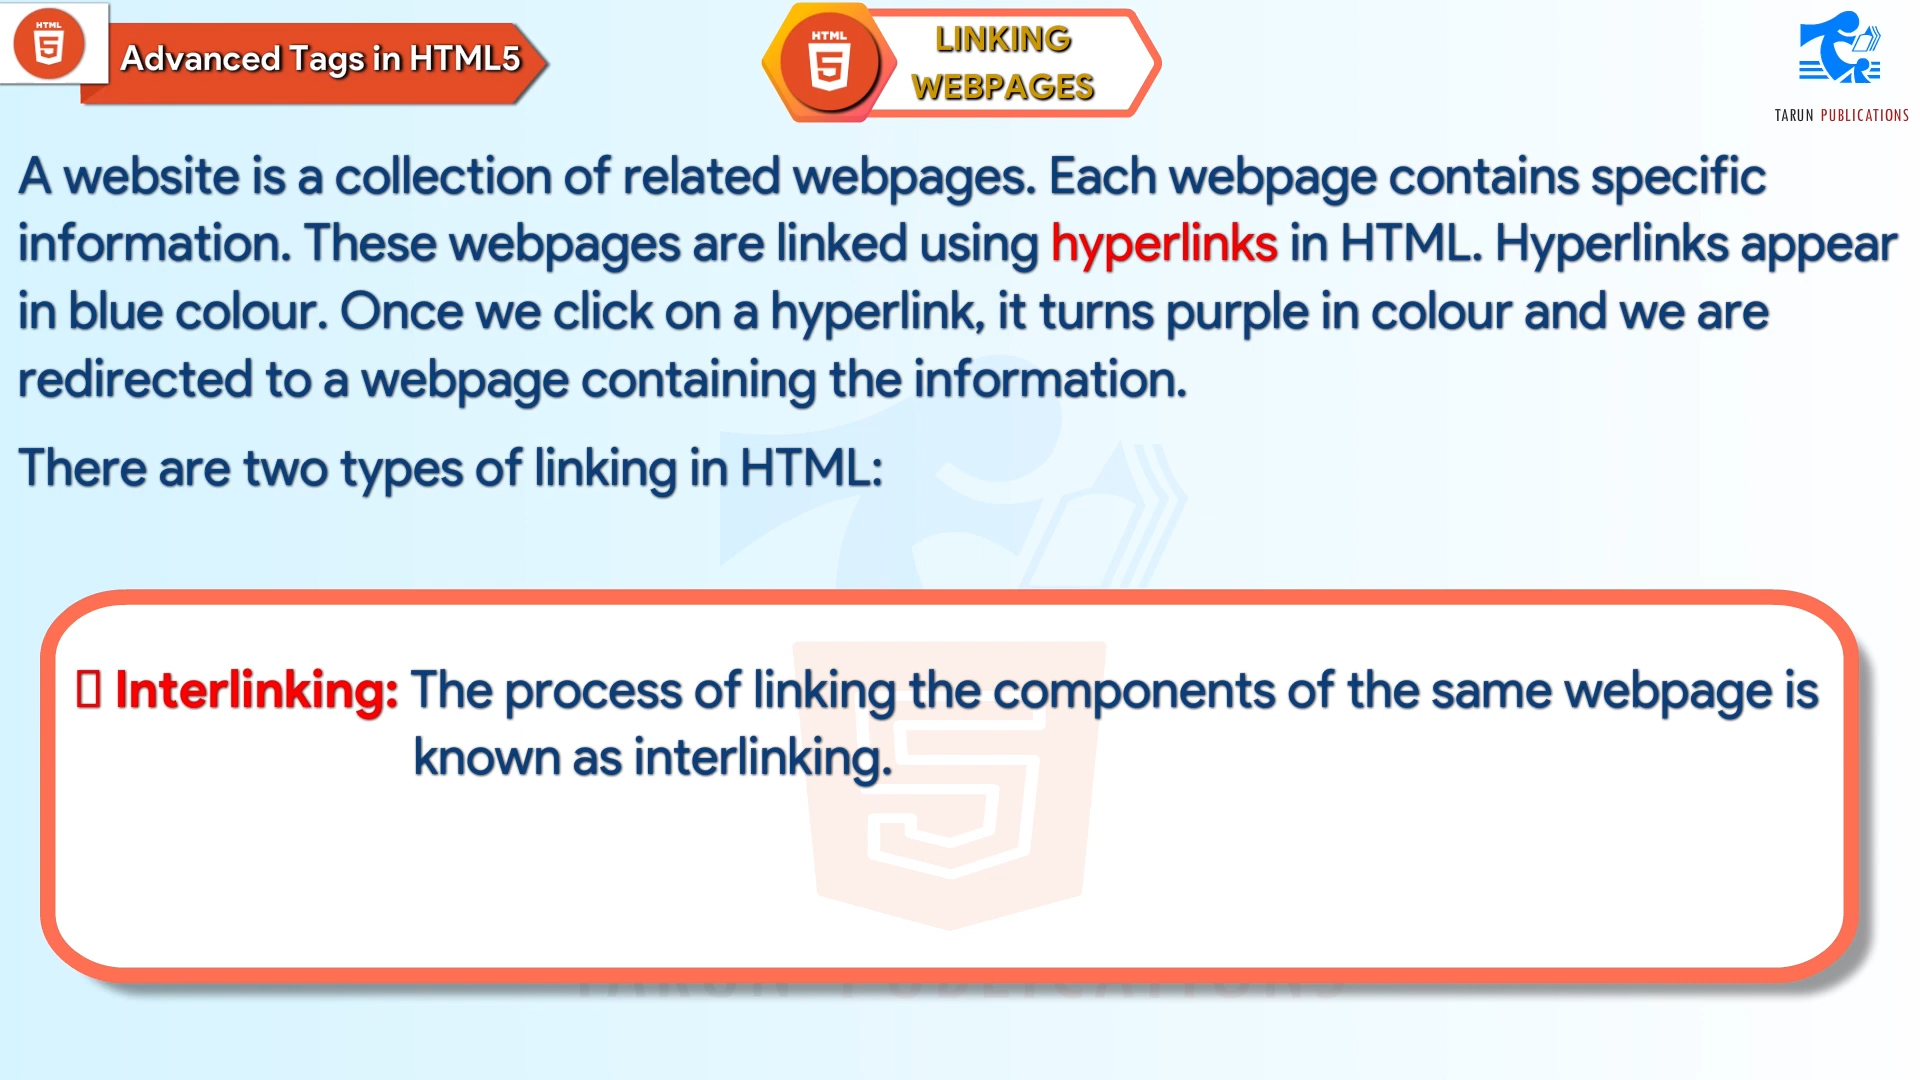 HTML
Advanced Tags in HTML5
HTML
LINKING
WEBPAGES
TARUN PUBLICATIONS
A website is a collection of related webpages. Each webpage contains specific
information. These webpages are linked using hyperlinks in HTML. Hyperlinks appear
in blue colour. Once we click on a hyperlink, it turns purple in colour and we are
redirected to a webpage containing the information.
There are two types of linking in HTML:
Interlinking: The process of linking the components of the same webpage is
known as interlinking.
TARUN PUBLICATIONS